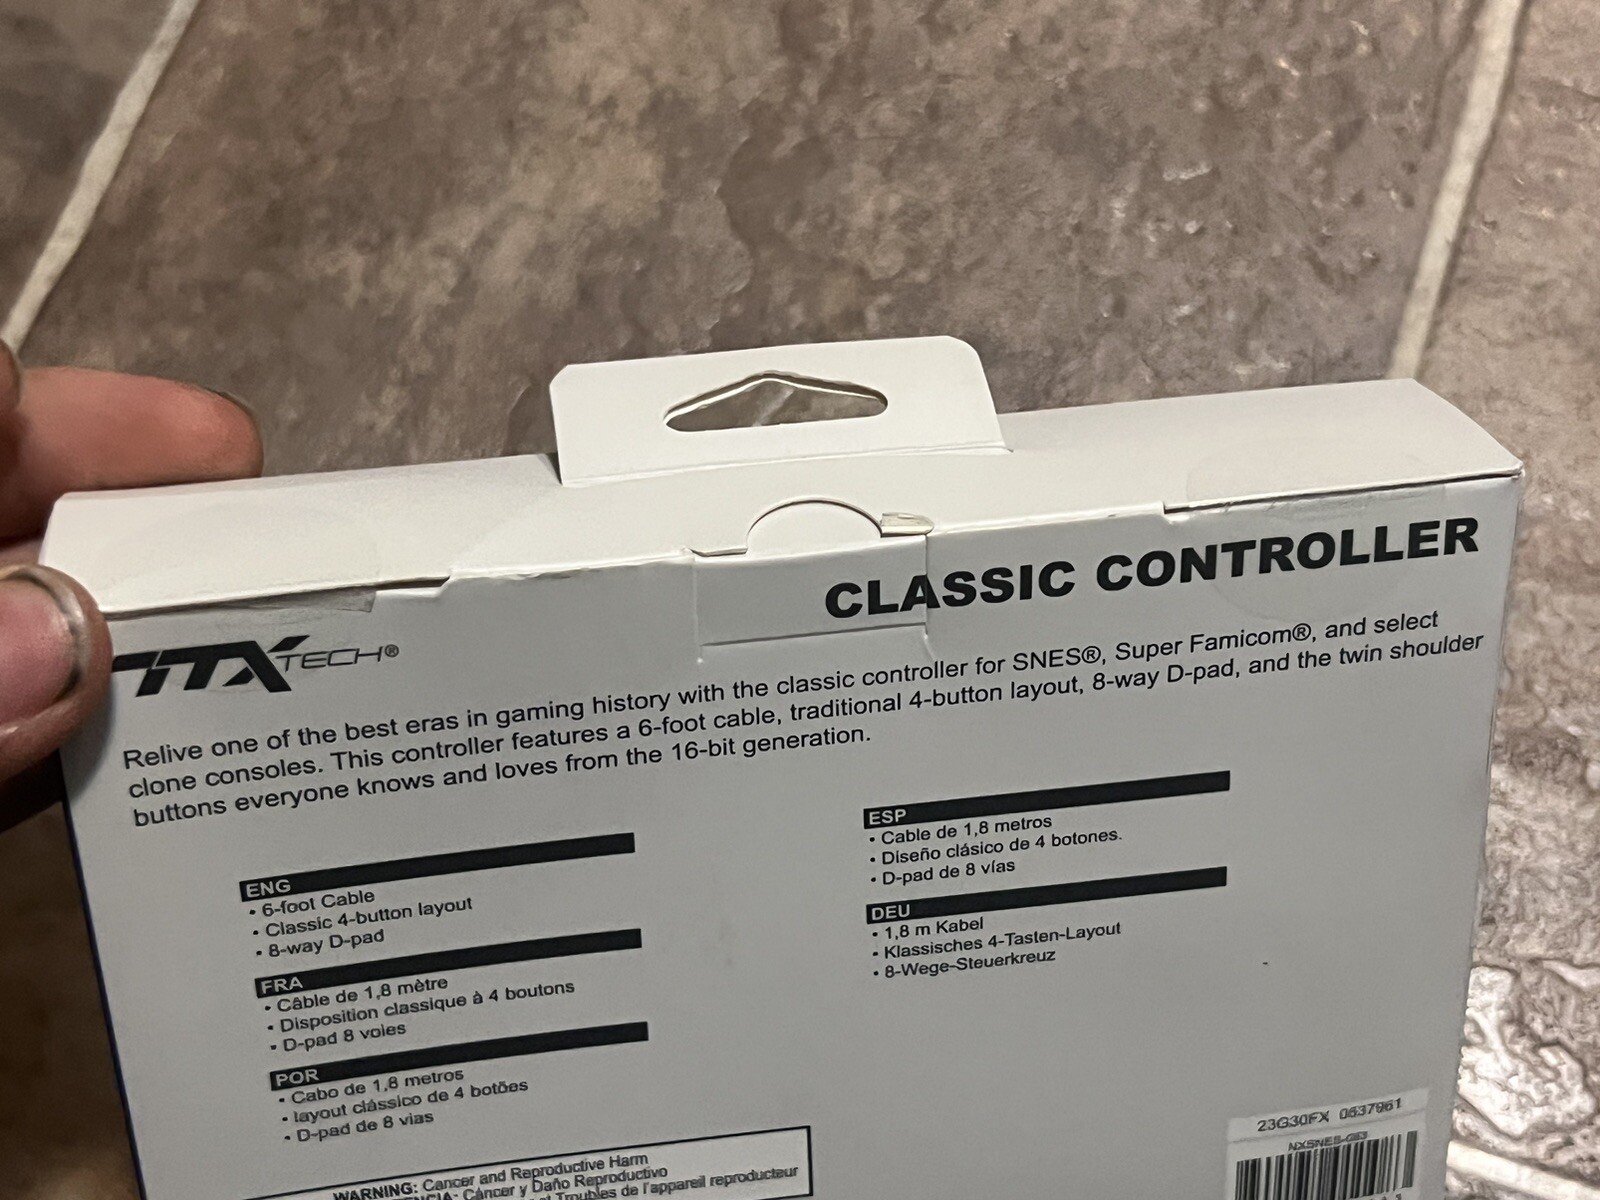 CLASSIC CONTROLLER
TTX TECH®
Relive one of the best eras in gaming history with the classic controller for SNES®, Super Famicom®, and select
clone consoles. This controller features a 6-foot cable, traditional 4-button layout, 8-way D-pad, and the twin shoulder
buttons everyone knows and loves from the 16-bit generation.
ENG
• 6-foot Cable
• Classic 4-button layout
• 8-way D-pad
FRA
• Câble de 1,8 mètre
• Disposition classique à 4 boutons
• D-pad 8 voies
POR
• Cabo de 1,8 metros
• layout clássico de 4 botões
• D-pad de 8 vias
ESP
• Cable de 1,8 metros
• Diseño clásico de 4 botones.
• D-pad de 8 vías
DEU
• 1,8 m Kabel
• Klassisches 4-Tasten-Layout
• 8-Wege-Steuerkreuz
WARNING: Cancer and Reproductive Harm
Cáncer y Daño Reproductivo
Troubles de l'appareil reproducteur
23G30FX 0637961